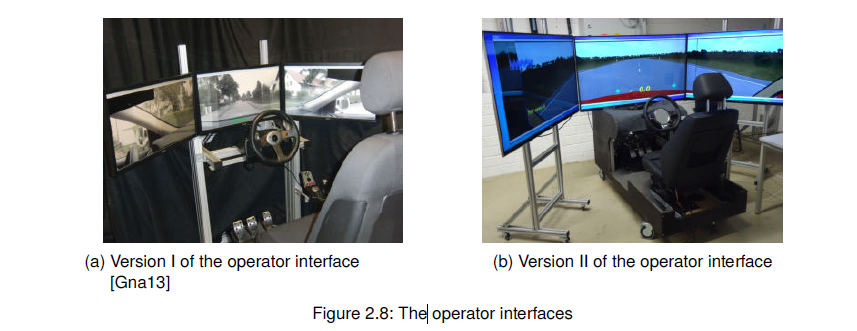 (a) Version I of the operator interface
[Gna13]
(b) Version II of the operator interface
Figure 2.8: The operator interfaces